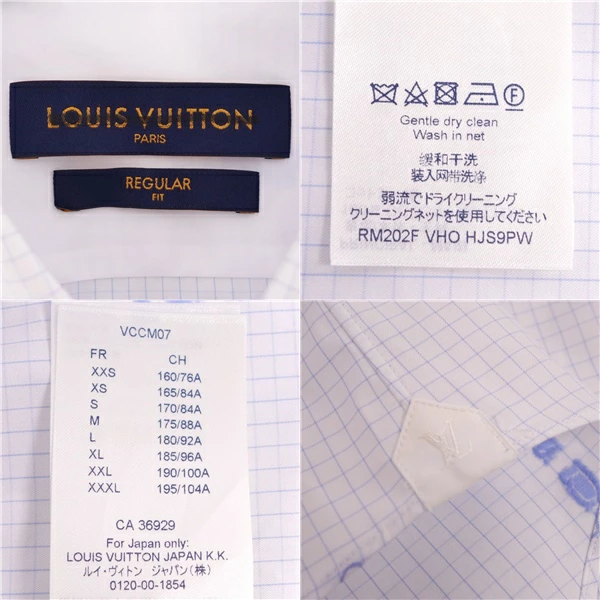 LOUIS VUITTON
PARIS
REGULAR
FIT
Gentle dry clean
Wash in net
缓和干洗
装入网带洗涤
弱流でドライクリーニング
クリーニングネットを使用してください
RM202F VHO HJS9PW
VCCM07
FR CH
XXS 160/76A
XS 165/84A
S 170/84A
M 175/88A
L 180/92A
XL 185/96A
XXL 190/100A
XXXL 195/104A
CA 36929
For Japan only:
LOUIS VUITTON JAPAN K.K.
ルイ・ヴィトン ジャパン(株)
0120-00-1854
LV